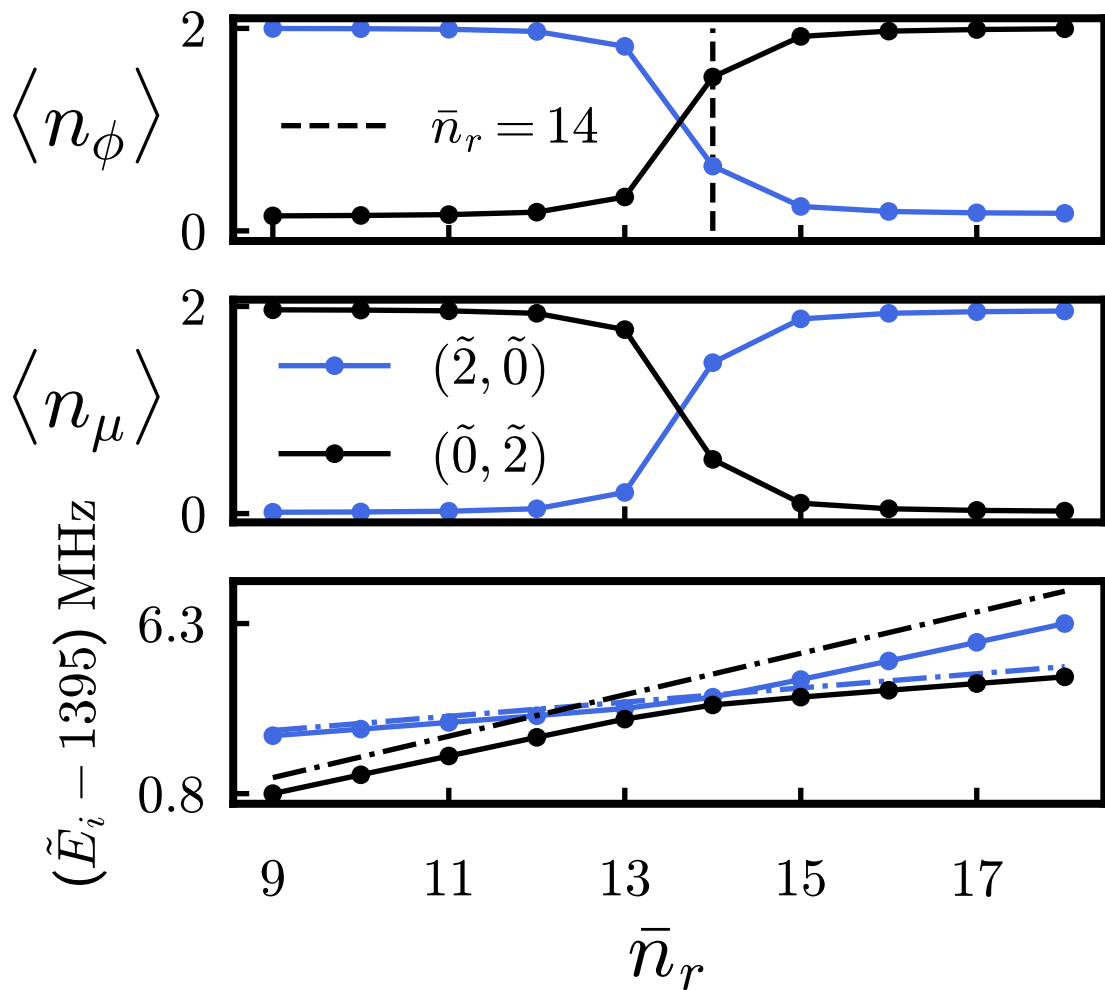 2
⟨n_ϕ⟩
n̄_r = 14
0
2
⟨n_μ⟩
(2̃, 0̃)
(0̃, 2̃)
0
(Ẽ_i − 1395) MHz
6.3
0.8
9 11 13 15 17
n̄_r